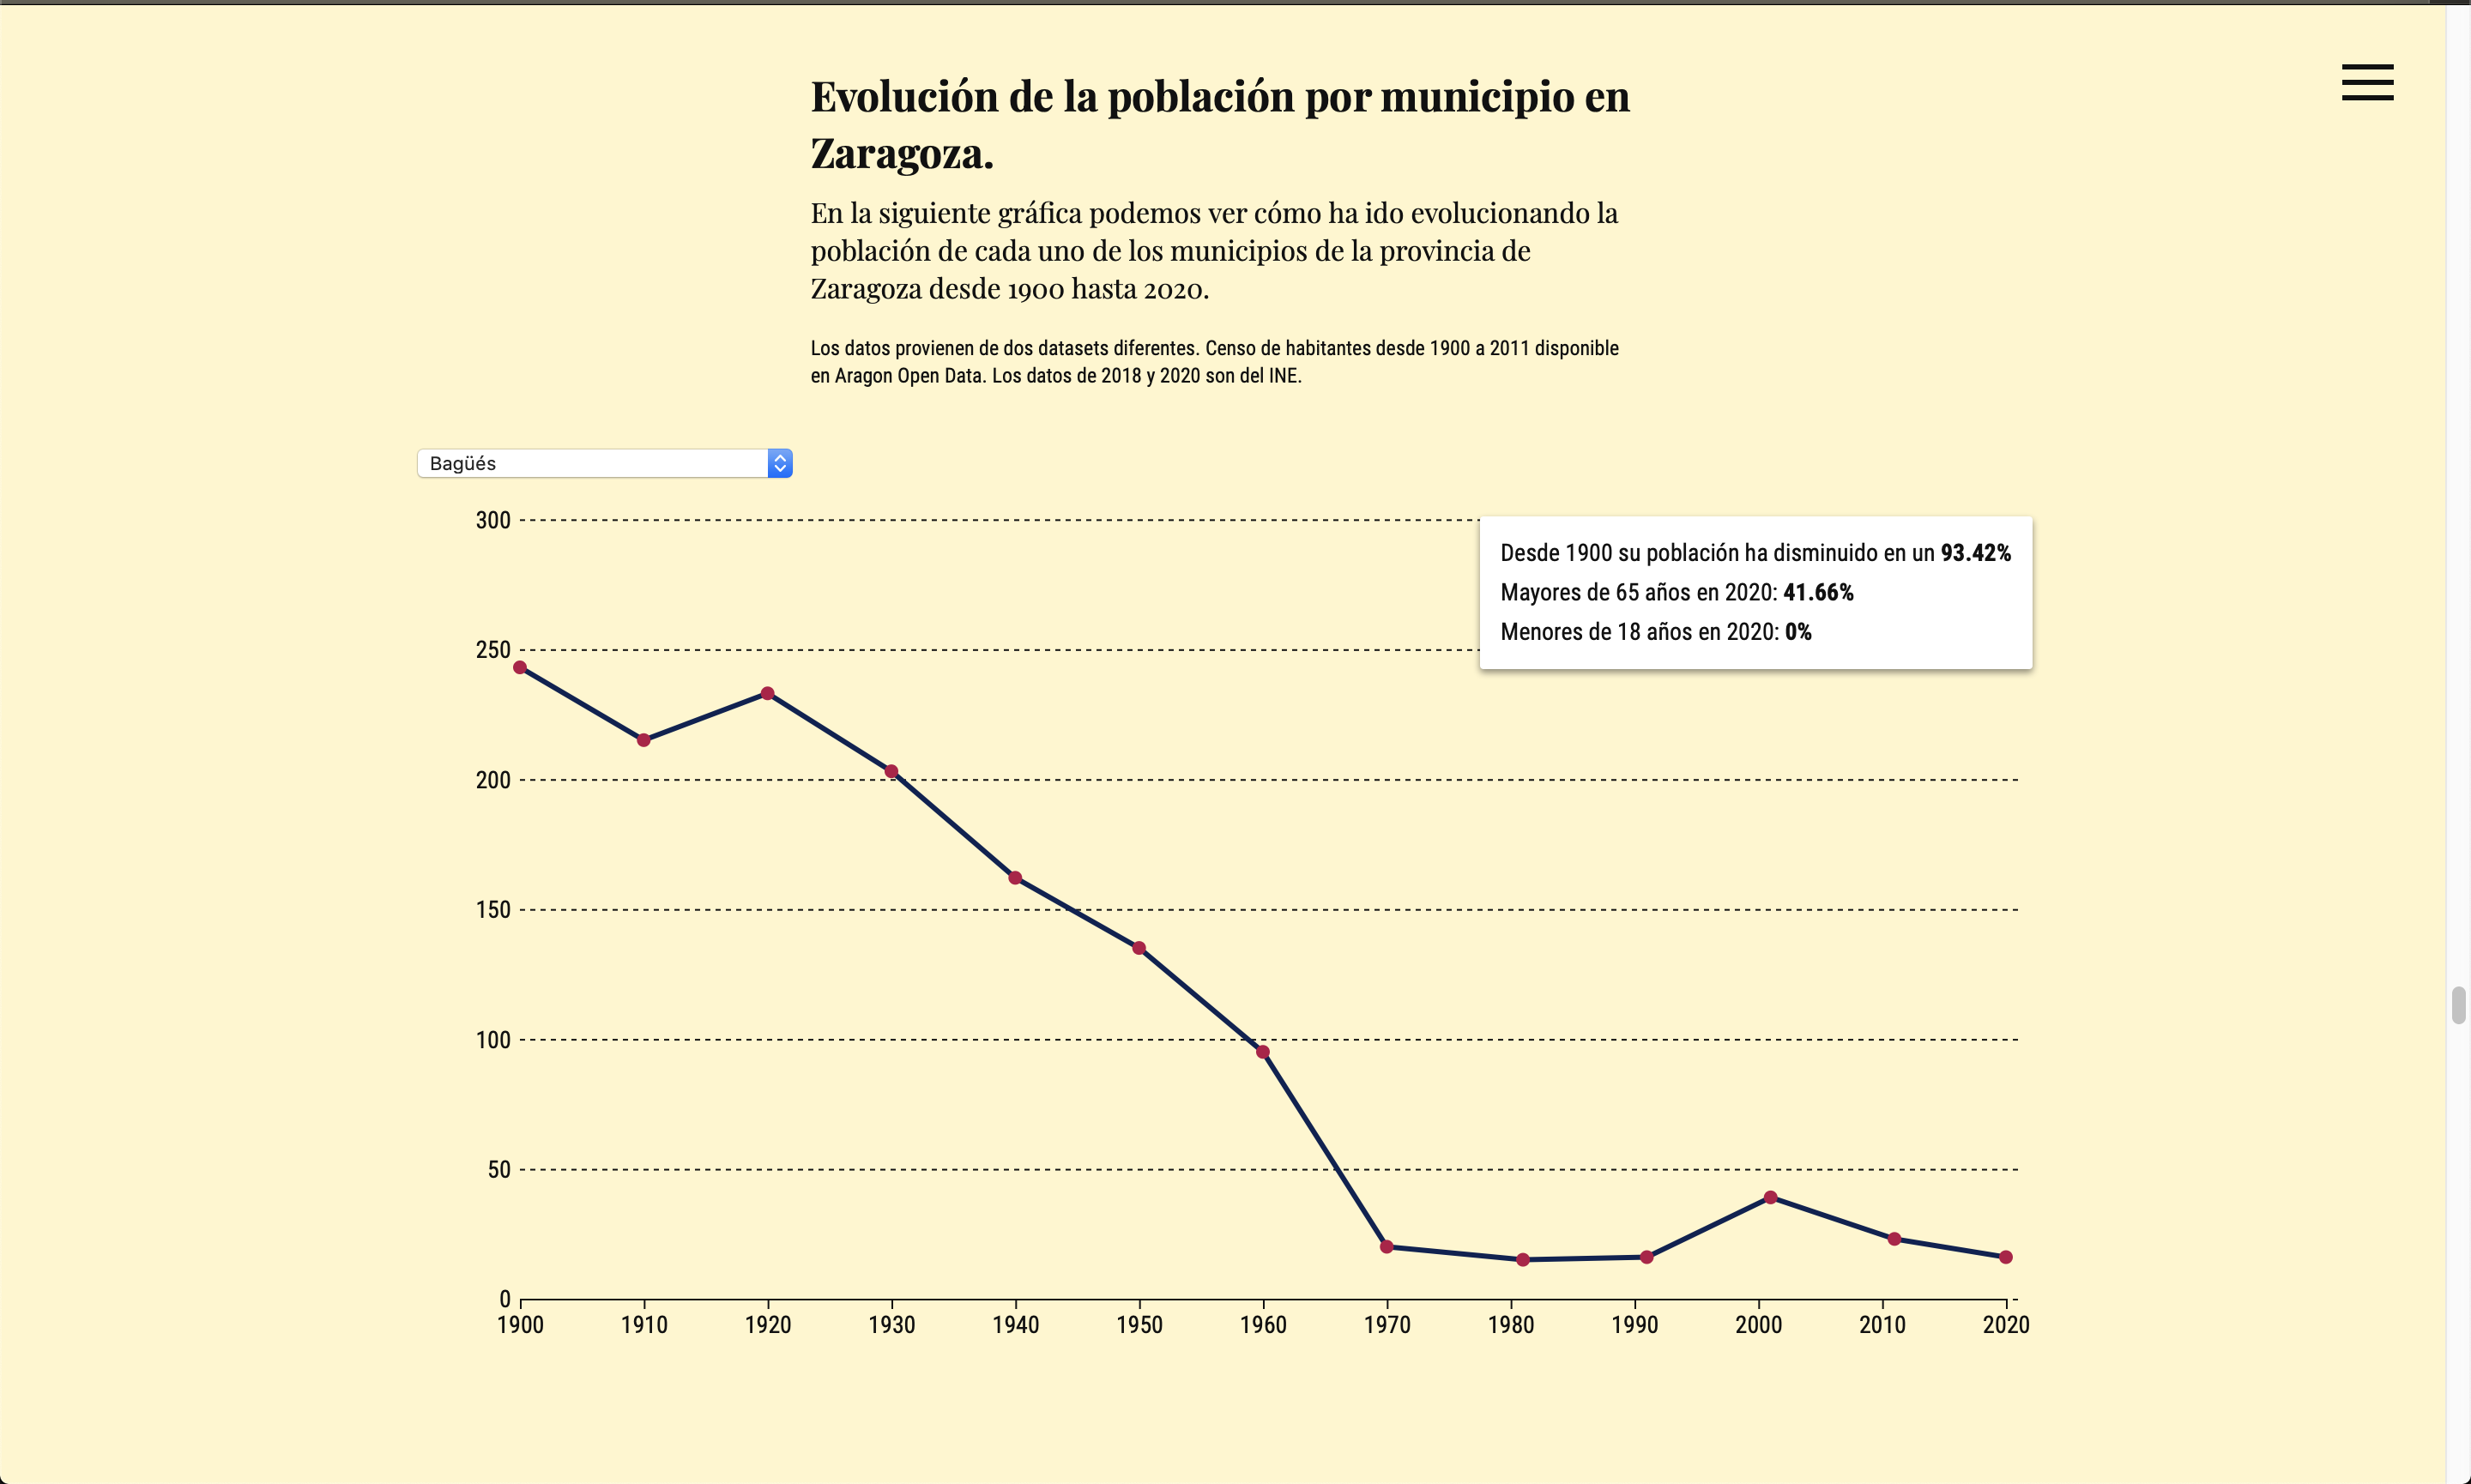 Evolución de la población por municipio en
Zaragoza.
En la siguiente gráfica podemos ver cómo ha ido evolucionando la
población de cada uno de los municipios de la provincia de
Zaragoza desde 1900 hasta 2020.
Los datos provienen de dos datasets diferentes. Censo de habitantes desde 1900 a 2011 disponible
en Aragon Open Data. Los datos de 2018 y 2020 son del INE.
Bagüés
Desde 1900 su población ha disminuido en un 93.42%
Mayores de 65 años en 2020: 41.66%
Menores de 18 años en 2020: 0%
300
250
200
150
100
50
0
1900 1910 1920 1930 1940 1950 1960 1970 1980 1990 2000 2010 2020